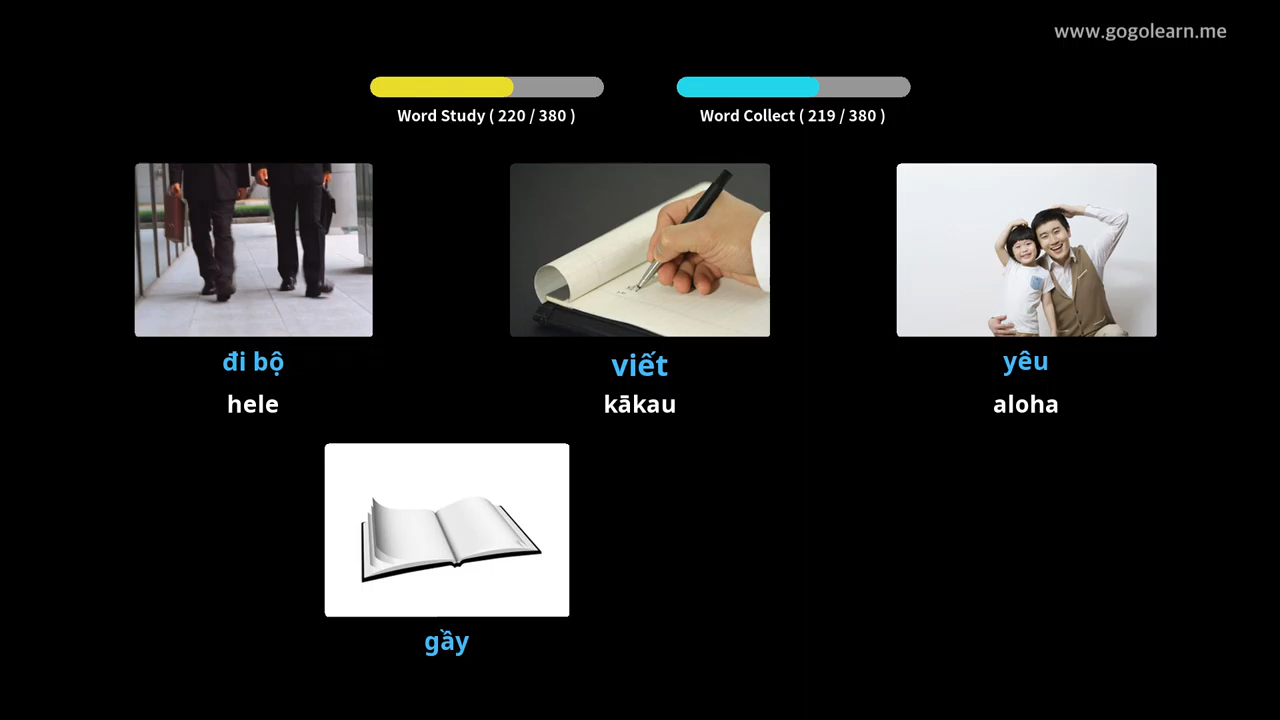 www.gogolearn.me
Word Study ( 220 / 380 )
Word Collect ( 219 / 380 )
đi bộ
viết
yêu
hele
kākau
aloha
gầy